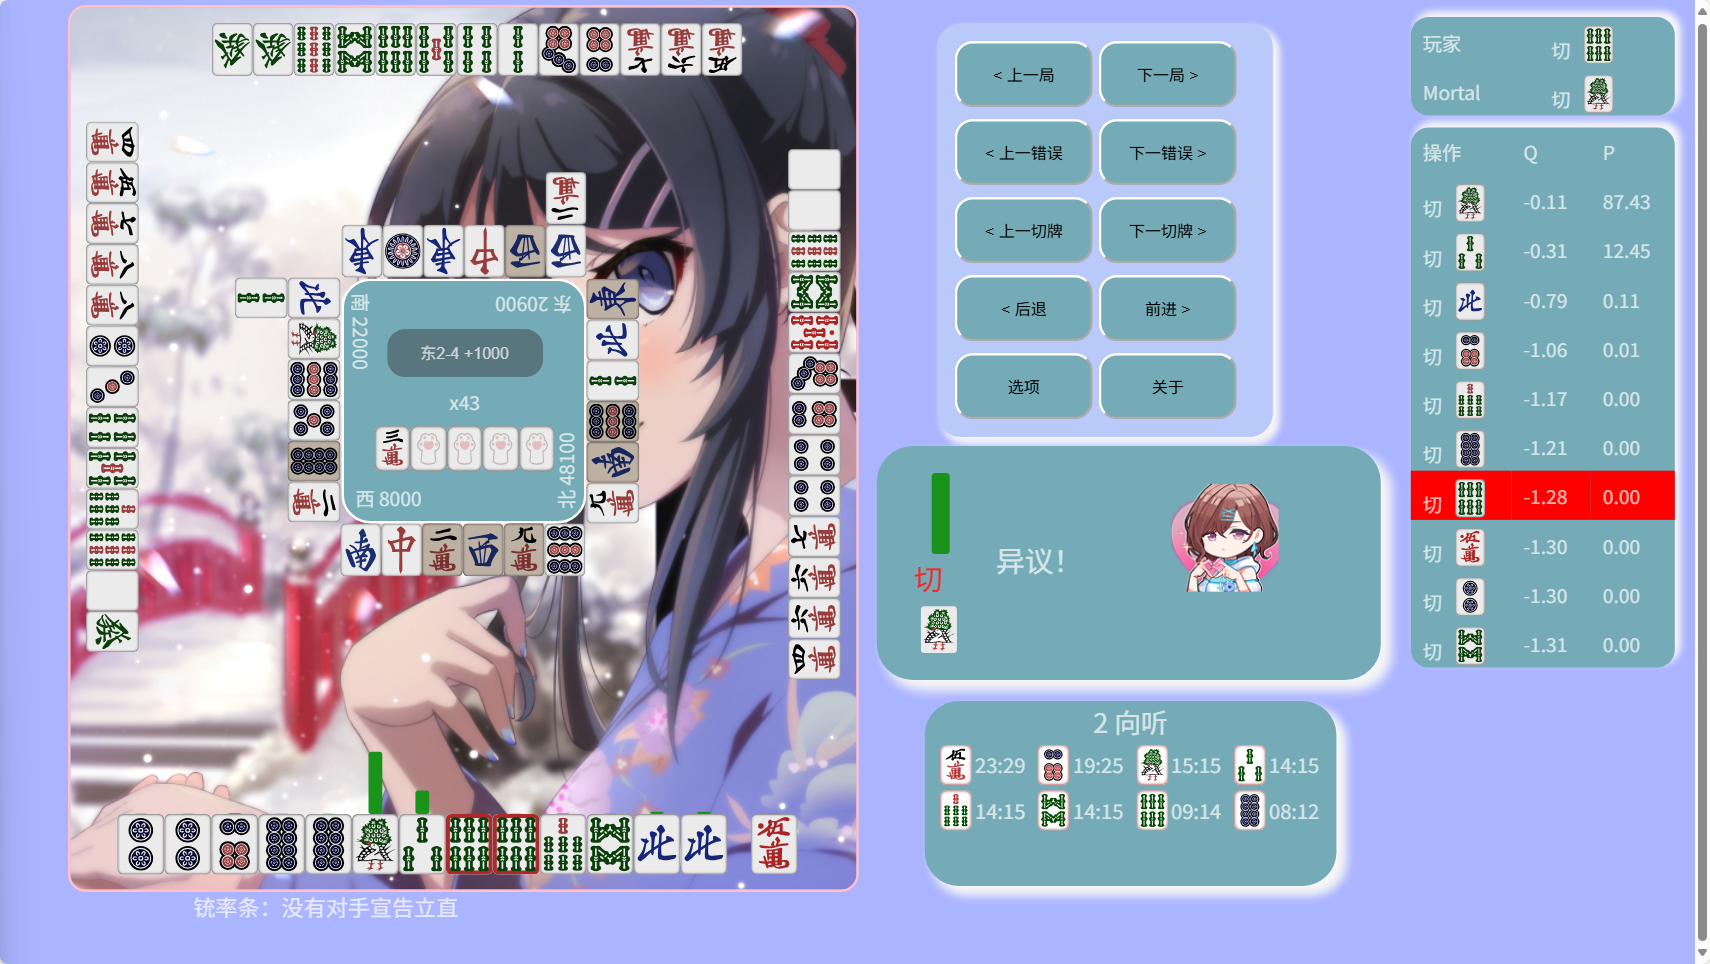 南 22000
东 20900
东2-4 +1000
x43
西 8000
北 48100
铳率条：没有对手宣告立直
< 上一局
下一局 >
< 上一错误
下一错误 >
< 上一切牌
下一切牌 >
< 后退
前进 >
选项
关于
切
异议！
2 向听
23:29
19:25
15:15
14:15
14:15
14:15
09:14
08:12
玩家 切
Mortal 切
操作 Q P
切 -0.11 87.43
切 -0.31 12.45
切 -0.79 0.11
切 -1.06 0.01
切 -1.17 0.00
切 -1.21 0.00
切 -1.28 0.00
切 -1.30 0.00
切 -1.30 0.00
切 -1.31 0.00